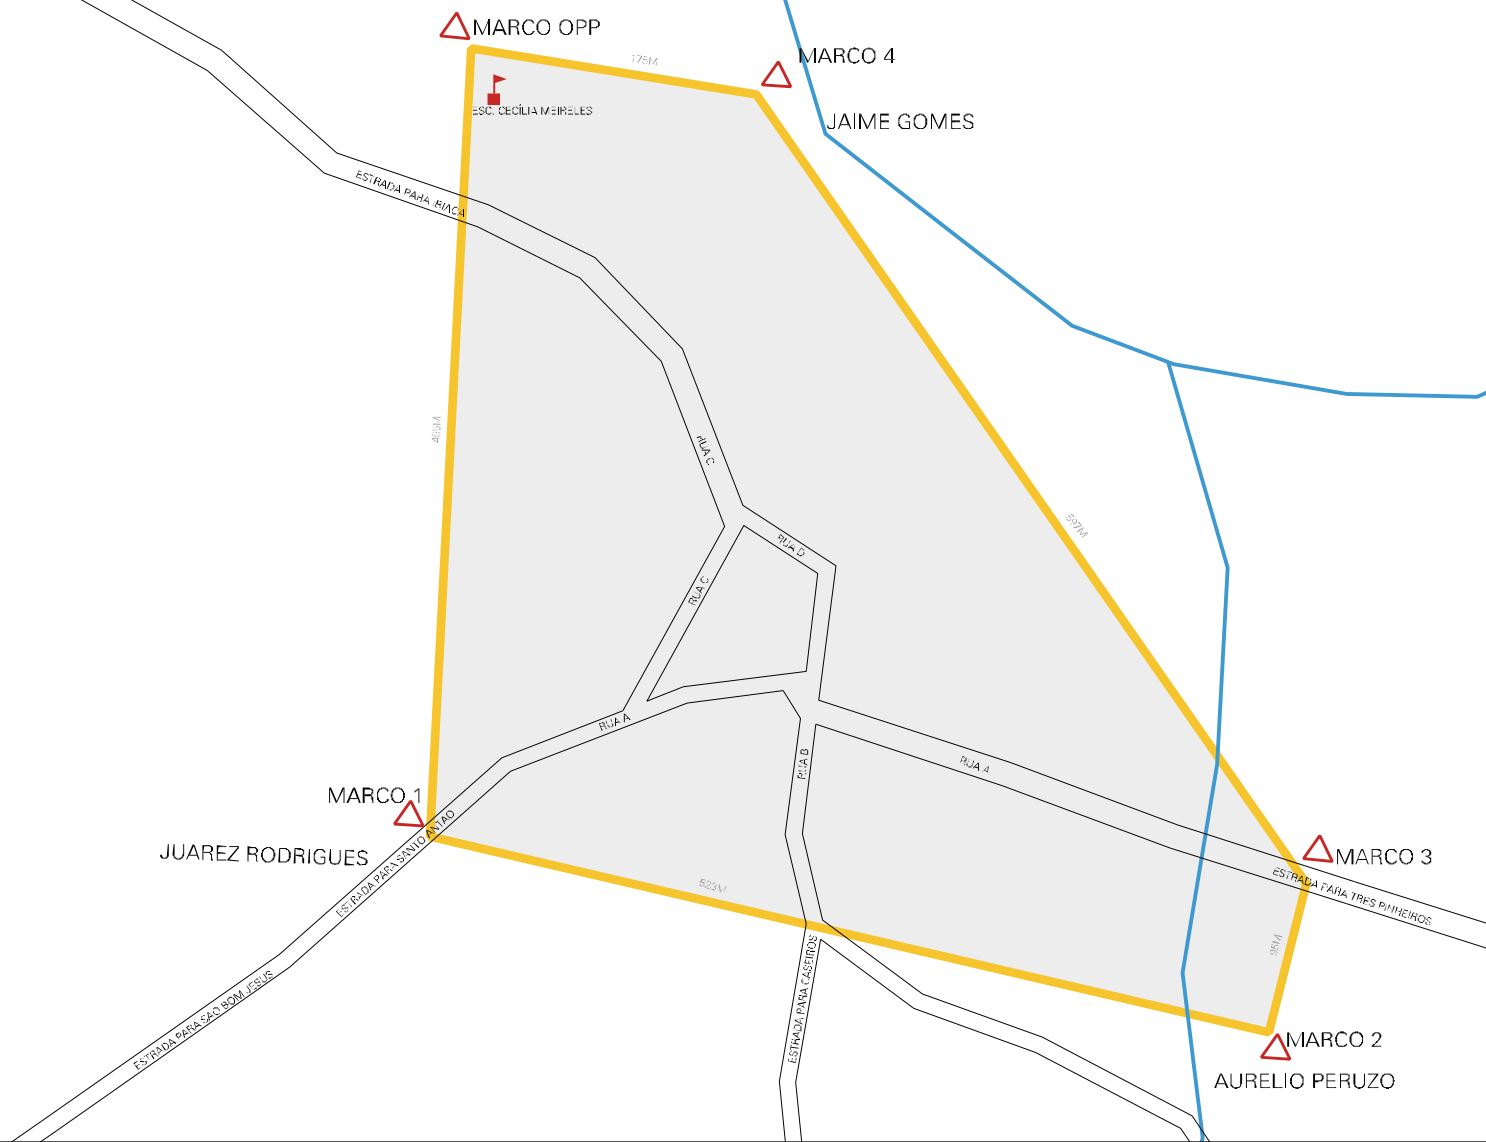 MARCO OPP
MARCO 4
175M
ESC. CECÍLIA MEIRELES
JAIME GOMES
ESTRADA PARA IBIAÇA
RUA C
597M
RUA D
RUA C
RUA A
RUA B
RUA A
MARCO 1
ESTRADA PARA SANTO ANTAO
JUAREZ RODRIGUES
MARCO 3
ESTRADA PARA TRES PINHEIROS
523M
95M
ESTRADA PARA CASEIROS
ESTRADA PARA SAO BOM JESUS
MARCO 2
AURELIO PERUZO